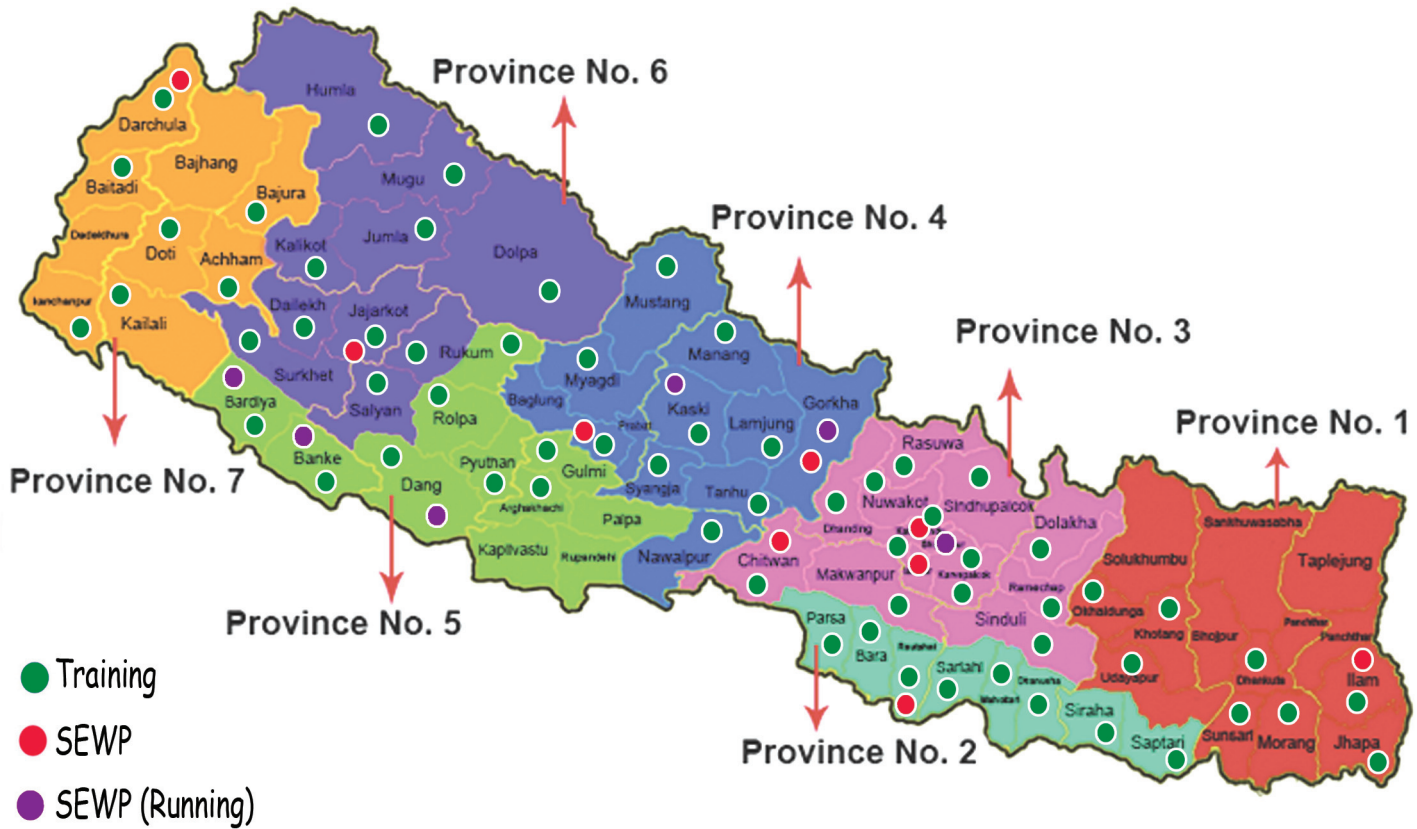 Province No. 6
Humla
Darchula
Bajhang
Mugu
Baitadi
Bajura
Province No. 4
Dadeldhura
Doti
Achham
Kalikot
Jumla
Dolpa
kanchanpur
Kailali
Dailekh
Jajarkot
Mustang
Province No. 3
Surkhet
Rukum
Manang
Myagdi
Bardiya
Salyan
Rolpa
Baglung
Kaski
Lamjung
Gorkha
Province No. 1
Banke
Pyuthan
Gulmi
Syangja
Tanhu
Rasuwa
Province No. 7
Dang
Nuwakot
Sindhupalcok
Arghakhachi
Palpa
Dhanding
Dolakha
Sankhuwasabha
Kapilvastu
Rupandehi
Nawalpur
Chitwan
Makwanpur
Solukhumbu
Taplejung
Ramechap
Okhaldunga
Province No. 5
Parsa
Sinduli
Khotang
Bhojpur
Panchthar
Panchthar
Bara
Sarlahi
Udayapur
Dhankuta
Ilam
Training
Dhanusha
Siraha
Saptari
Sunsari
Morang
Jhapa
SEWP
Province No. 2
SEWP (Running)